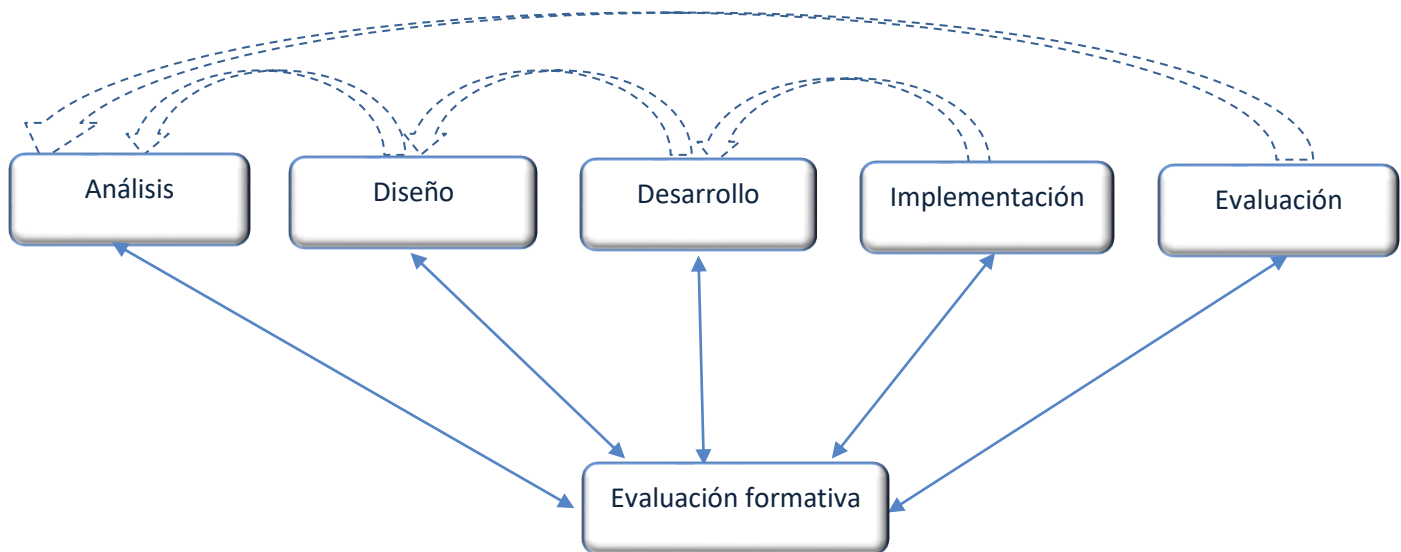 Análisis
Diseño
Desarrollo
Implementación
Evaluación
Evaluación formativa